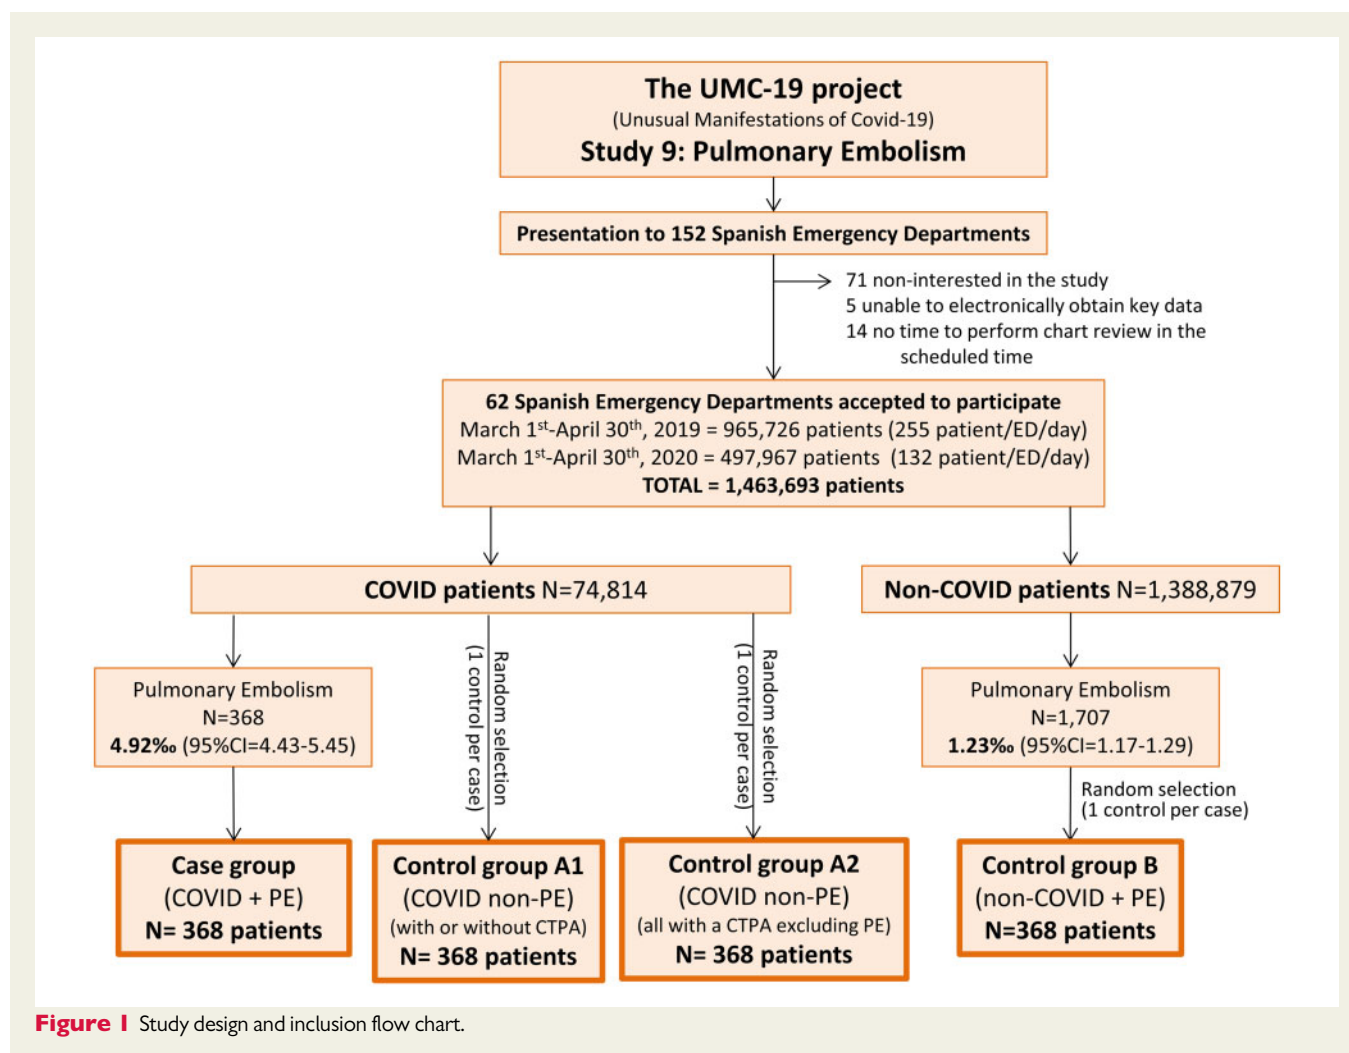 The UMC-19 project
(Unusual Manifestations of Covid-19)
Study 9: Pulmonary Embolism
Presentation to 152 Spanish Emergency Departments
71 non-interested in the study
5 unable to electronically obtain key data
14 no time to perform chart review in the
scheduled time
62 Spanish Emergency Departments accepted to participate
March 1st-April 30th, 2019 = 965,726 patients (255 patient/ED/day)
March 1st-April 30th, 2020 = 497,967 patients (132 patient/ED/day)
TOTAL = 1,463,693 patients
COVID patients N=74,814
Non-COVID patients N=1,388,879
Pulmonary Embolism
N=368
4.92‰ (95%CI=4.43-5.45)
Random selection
(1 control per case)
Random selection
(1 control per case)
Pulmonary Embolism
N=1,707
1.23‰ (95%CI=1.17-1.29)
Random selection
(1 control per case)
Case group
(COVID + PE)
N= 368 patients
Control group A1
(COVID non-PE)
(with or without CTPA)
N= 368 patients
Control group A2
(COVID non-PE)
(all with a CTPA excluding PE)
N= 368 patients
Control group B
(non-COVID + PE)
N=368 patients
Figure 1 Study design and inclusion flow chart.